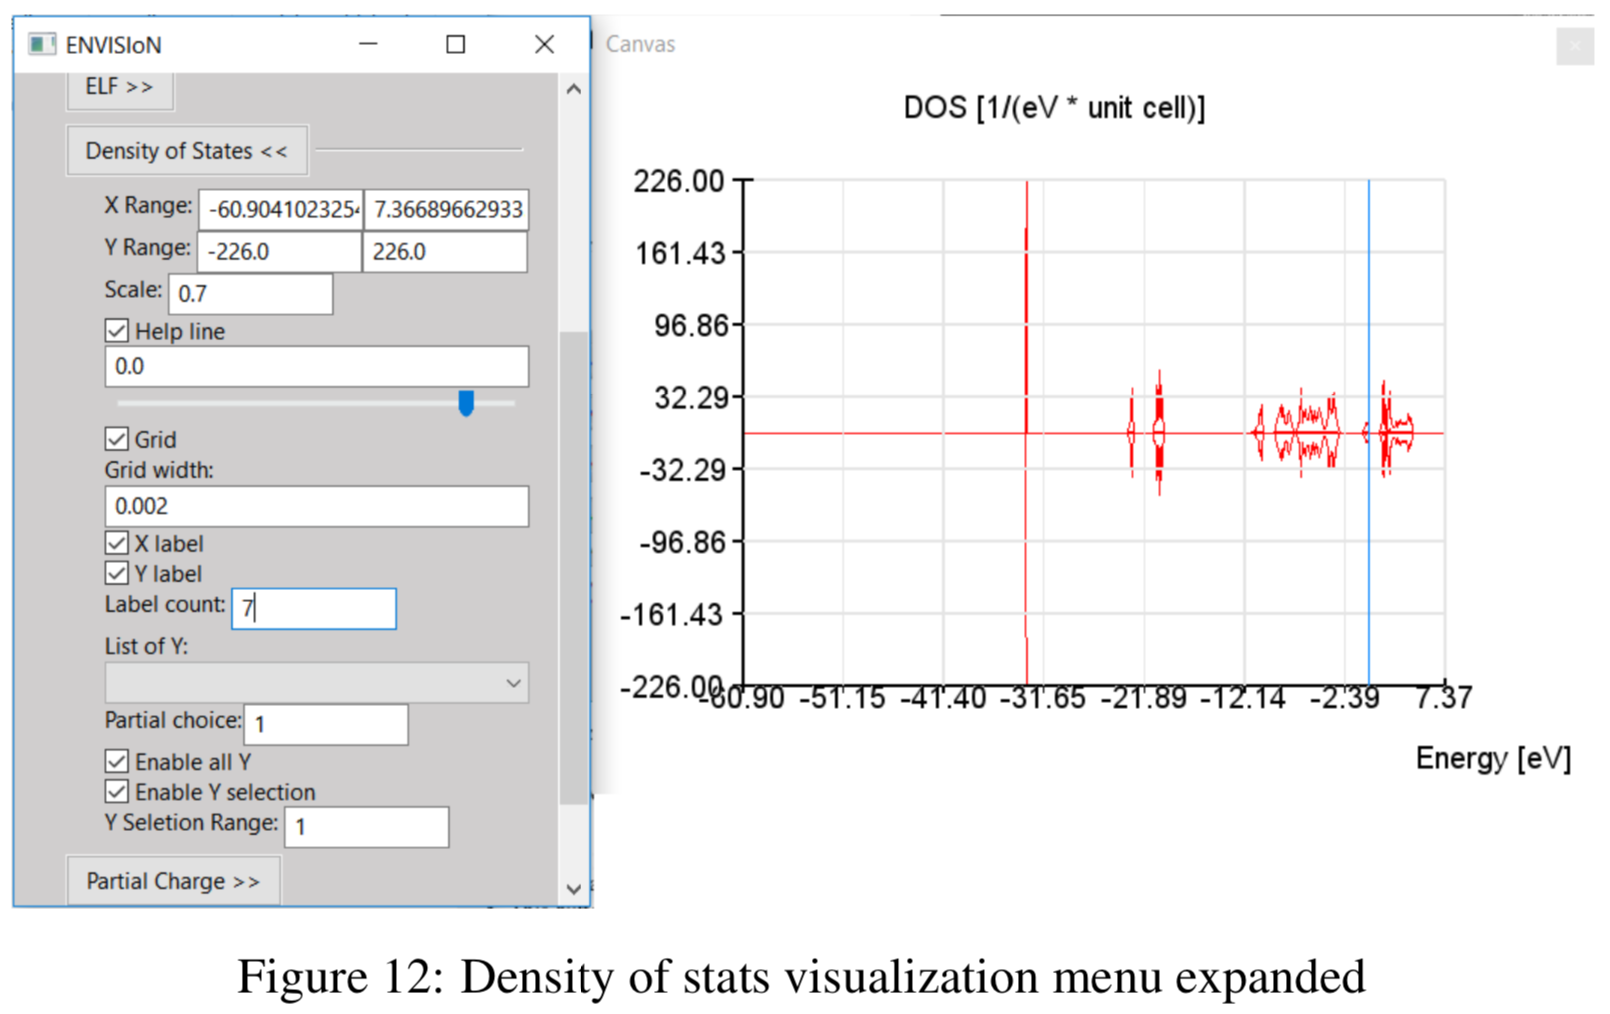 ENVISIoN
ELF >>
Density of States <<
X Range: -60.9041023254 7.36689662933
Y Range: -226.0 226.0
Scale: 0.7
Help line
0.0
Grid
Grid width:
0.002
X label
Y label
Label count: 7
List of Y:
Partial choice: 1
Enable all Y
Enable Y selection
Y Seletion Range: 1
Partial Charge >>
Canvas
DOS [1/(eV * unit cell)]
226.00
161.43
96.86
32.29
-32.29
-96.86
-161.43
-226.00
-60.90 -51.15 -41.40 -31.65 -21.89 -12.14 -2.39 7.37
Energy [eV]
Figure 12: Density of stats visualization menu expanded